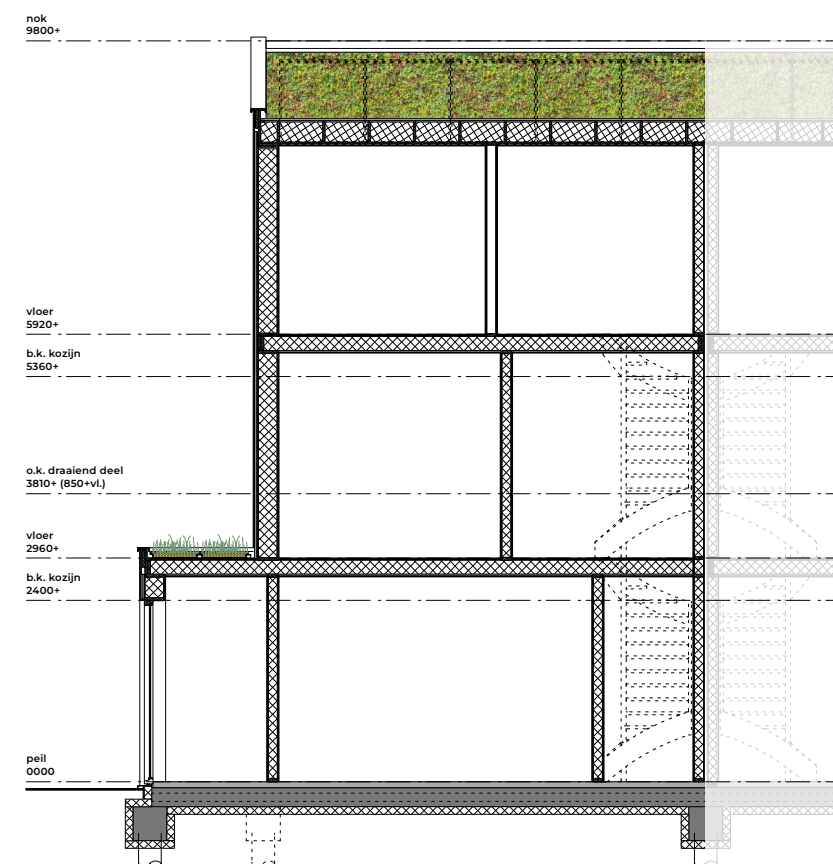 nok
9800+
vloer
5920+
b.k. kozijn
5360+
o.k. draaiend deel
3810+ (850+vl.)
vloer
2960+
b.k. kozijn
2400+
peil
0000